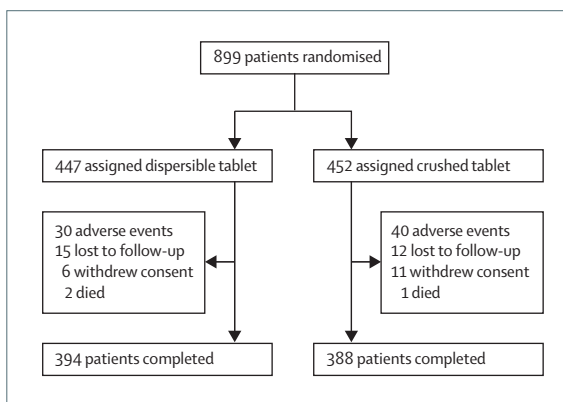 899 patients randomised
447 assigned dispersible tablet
452 assigned crushed tablet
30 adverse events
15 lost to follow-up
6 withdrew consent
2 died
40 adverse events
12 lost to follow-up
11 withdrew consent
1 died
394 patients completed
388 patients completed